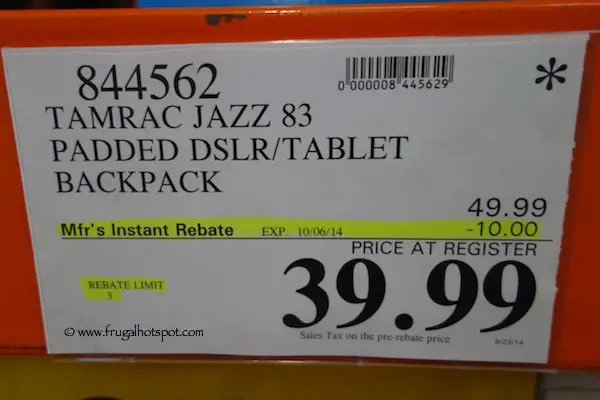 844562
0 000008 445629
*
TAMRAC JAZZ 83
PADDED DSLR/TABLET
BACKPACK
49.99
Mfr's Instant Rebate EXP. 10/06/14 -10.00
PRICE AT REGISTER
REBATE LIMIT
3
39.99
© www.frugalhotspot.com
Sales Tax on the pre-rebate price
9/23/14